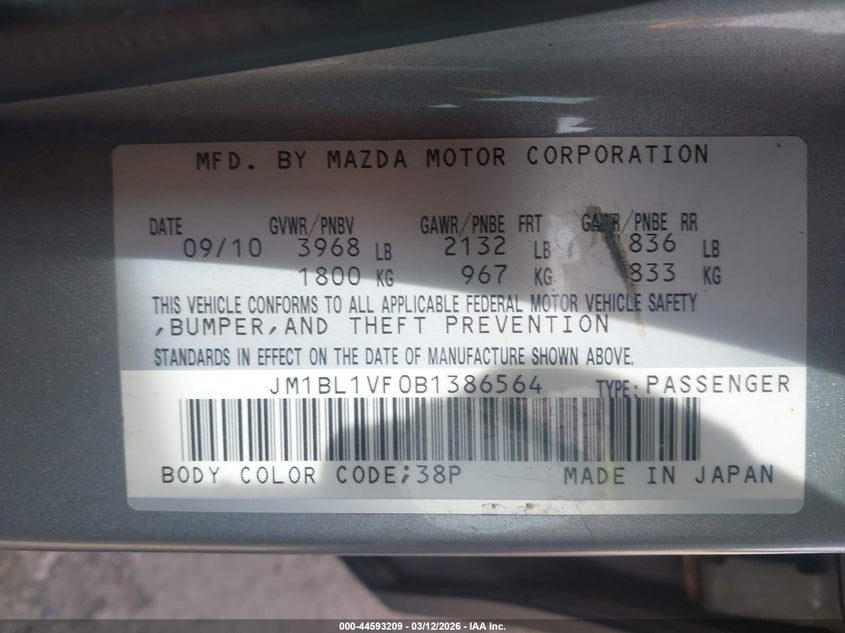 MFD. BY MAZDA MOTOR CORPORATION
DATE GVWR/PNBV GAWR/PNBE FRT GAWR/PNBE RR
09/10 3968 LB 2132 LB 836 LB
1800 KG 967 KG 833 KG
THIS VEHICLE CONFORMS TO ALL APPLICABLE FEDERAL MOTOR VEHICLE SAFETY
,BUMPER,AND THEFT PREVENTION
STANDARDS IN EFFECT ON THE DATE OF MANUFACTURE SHOWN ABOVE.
JM1BL1VF0B1386564 TYPE: PASSENGER
BODY COLOR CODE;38P MADE IN JAPAN
000-44593209 - 03/12/2026 - IAA Inc.